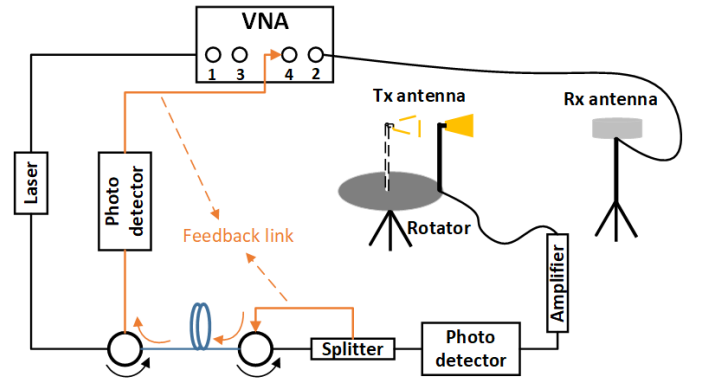 VNA
1 3 4 2
Tx antenna
Rx antenna
Laser
Photo
detector
Feedback link
Rotator
Amplifier
Splitter
Photo
detector